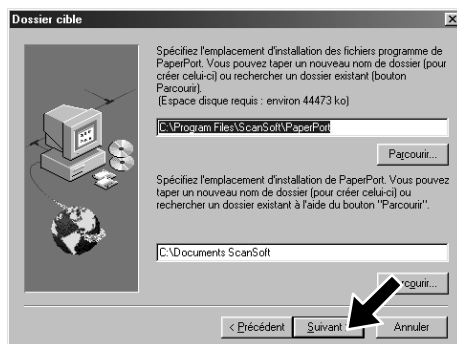 Dossier cible
Spécifiez l'emplacement d'installation des fichiers programme de
PaperPort. Vous pouvez taper un nouveau nom de dossier (pour
créer celui-ci) ou rechercher un dossier existant (bouton
Parcourir).
(Espace disque requis : environ 44473 ko)
C:\Program Files\ScanSoft\PaperPort
Parcourir...
Spécifiez l'emplacement d'installation de PaperPort. Vous pouvez
taper un nouveau nom de dossier (pour créer celui-ci) ou
rechercher un dossier existant à l'aide du bouton "Parcourir".
C:\Documents ScanSoft
rcourir...
< Précédent Suivant Annuler